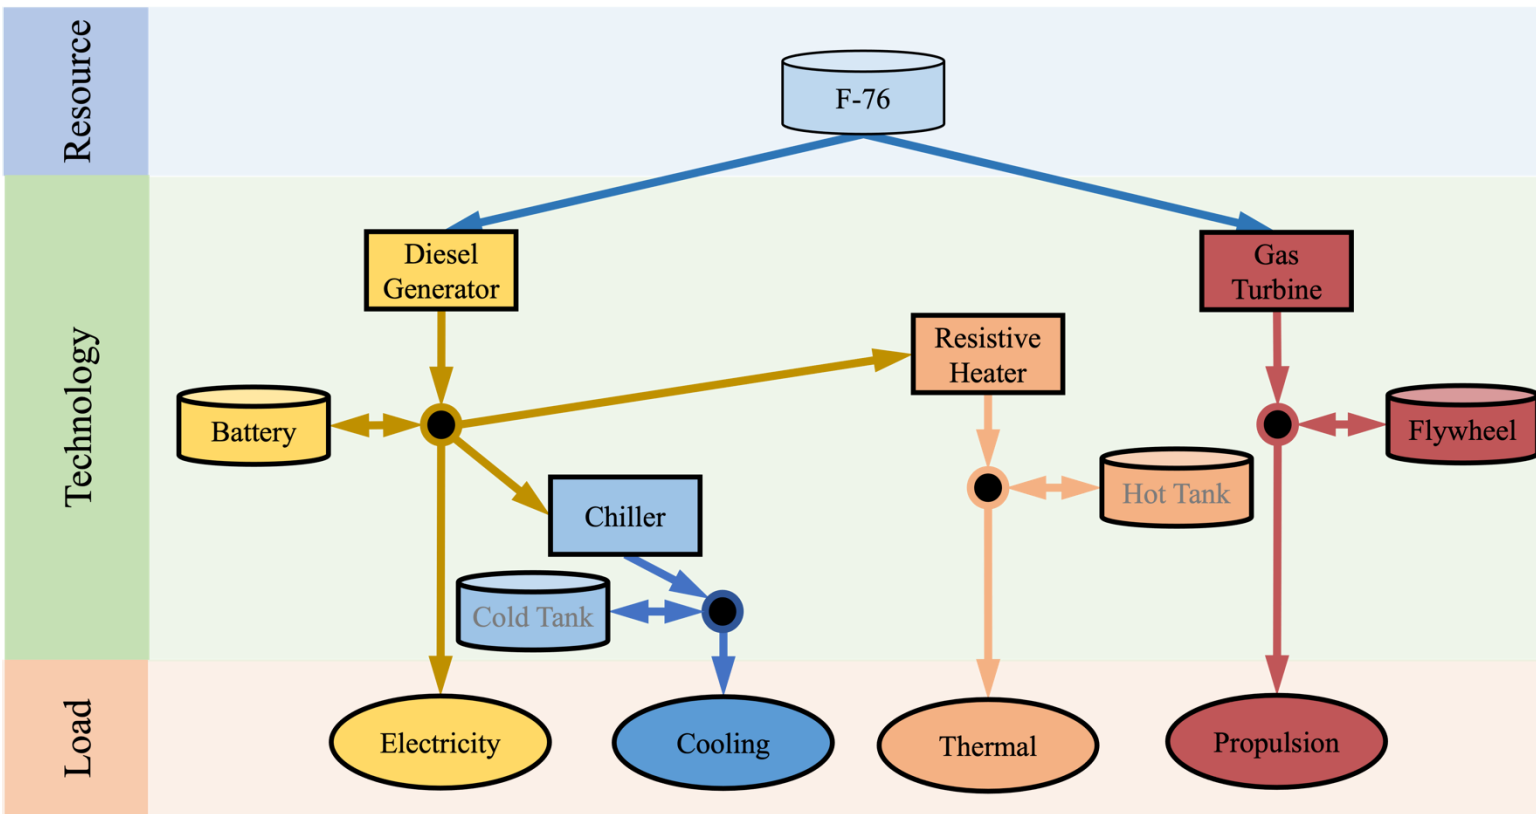 Resource
F-76
Technology
Diesel
Generator
Gas
Turbine
Resistive
Heater
Battery
Flywheel
Hot Tank
Chiller
Cold Tank
Load
Electricity
Cooling
Thermal
Propulsion